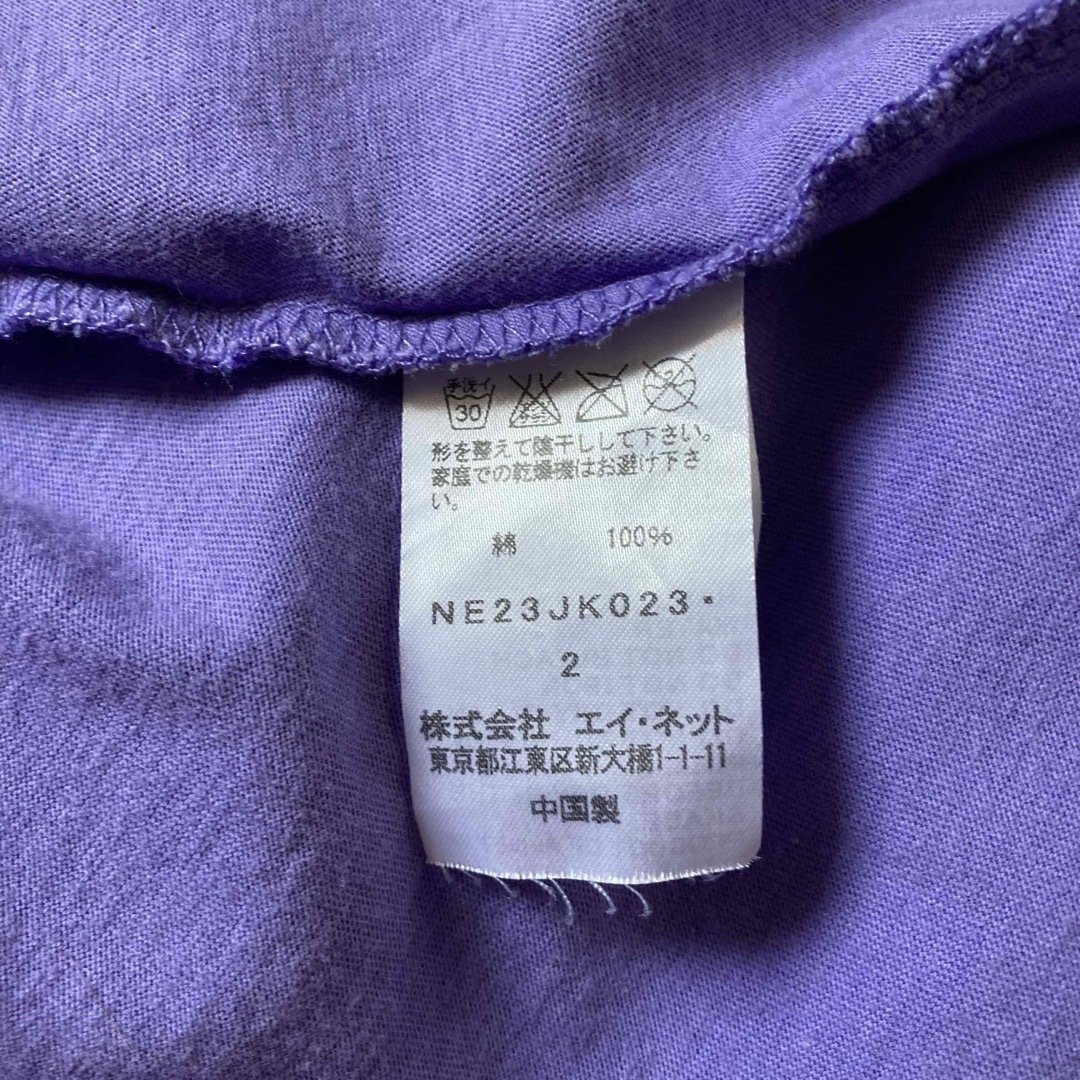 手洗イ
30
形を整えて陰干しして下さい。
家庭での乾燥機はお避け下さ
い。
綿 100%
NE23JK023・
2
株式会社 エイ・ネット
東京都江東区新大橋1-1-11
中国製